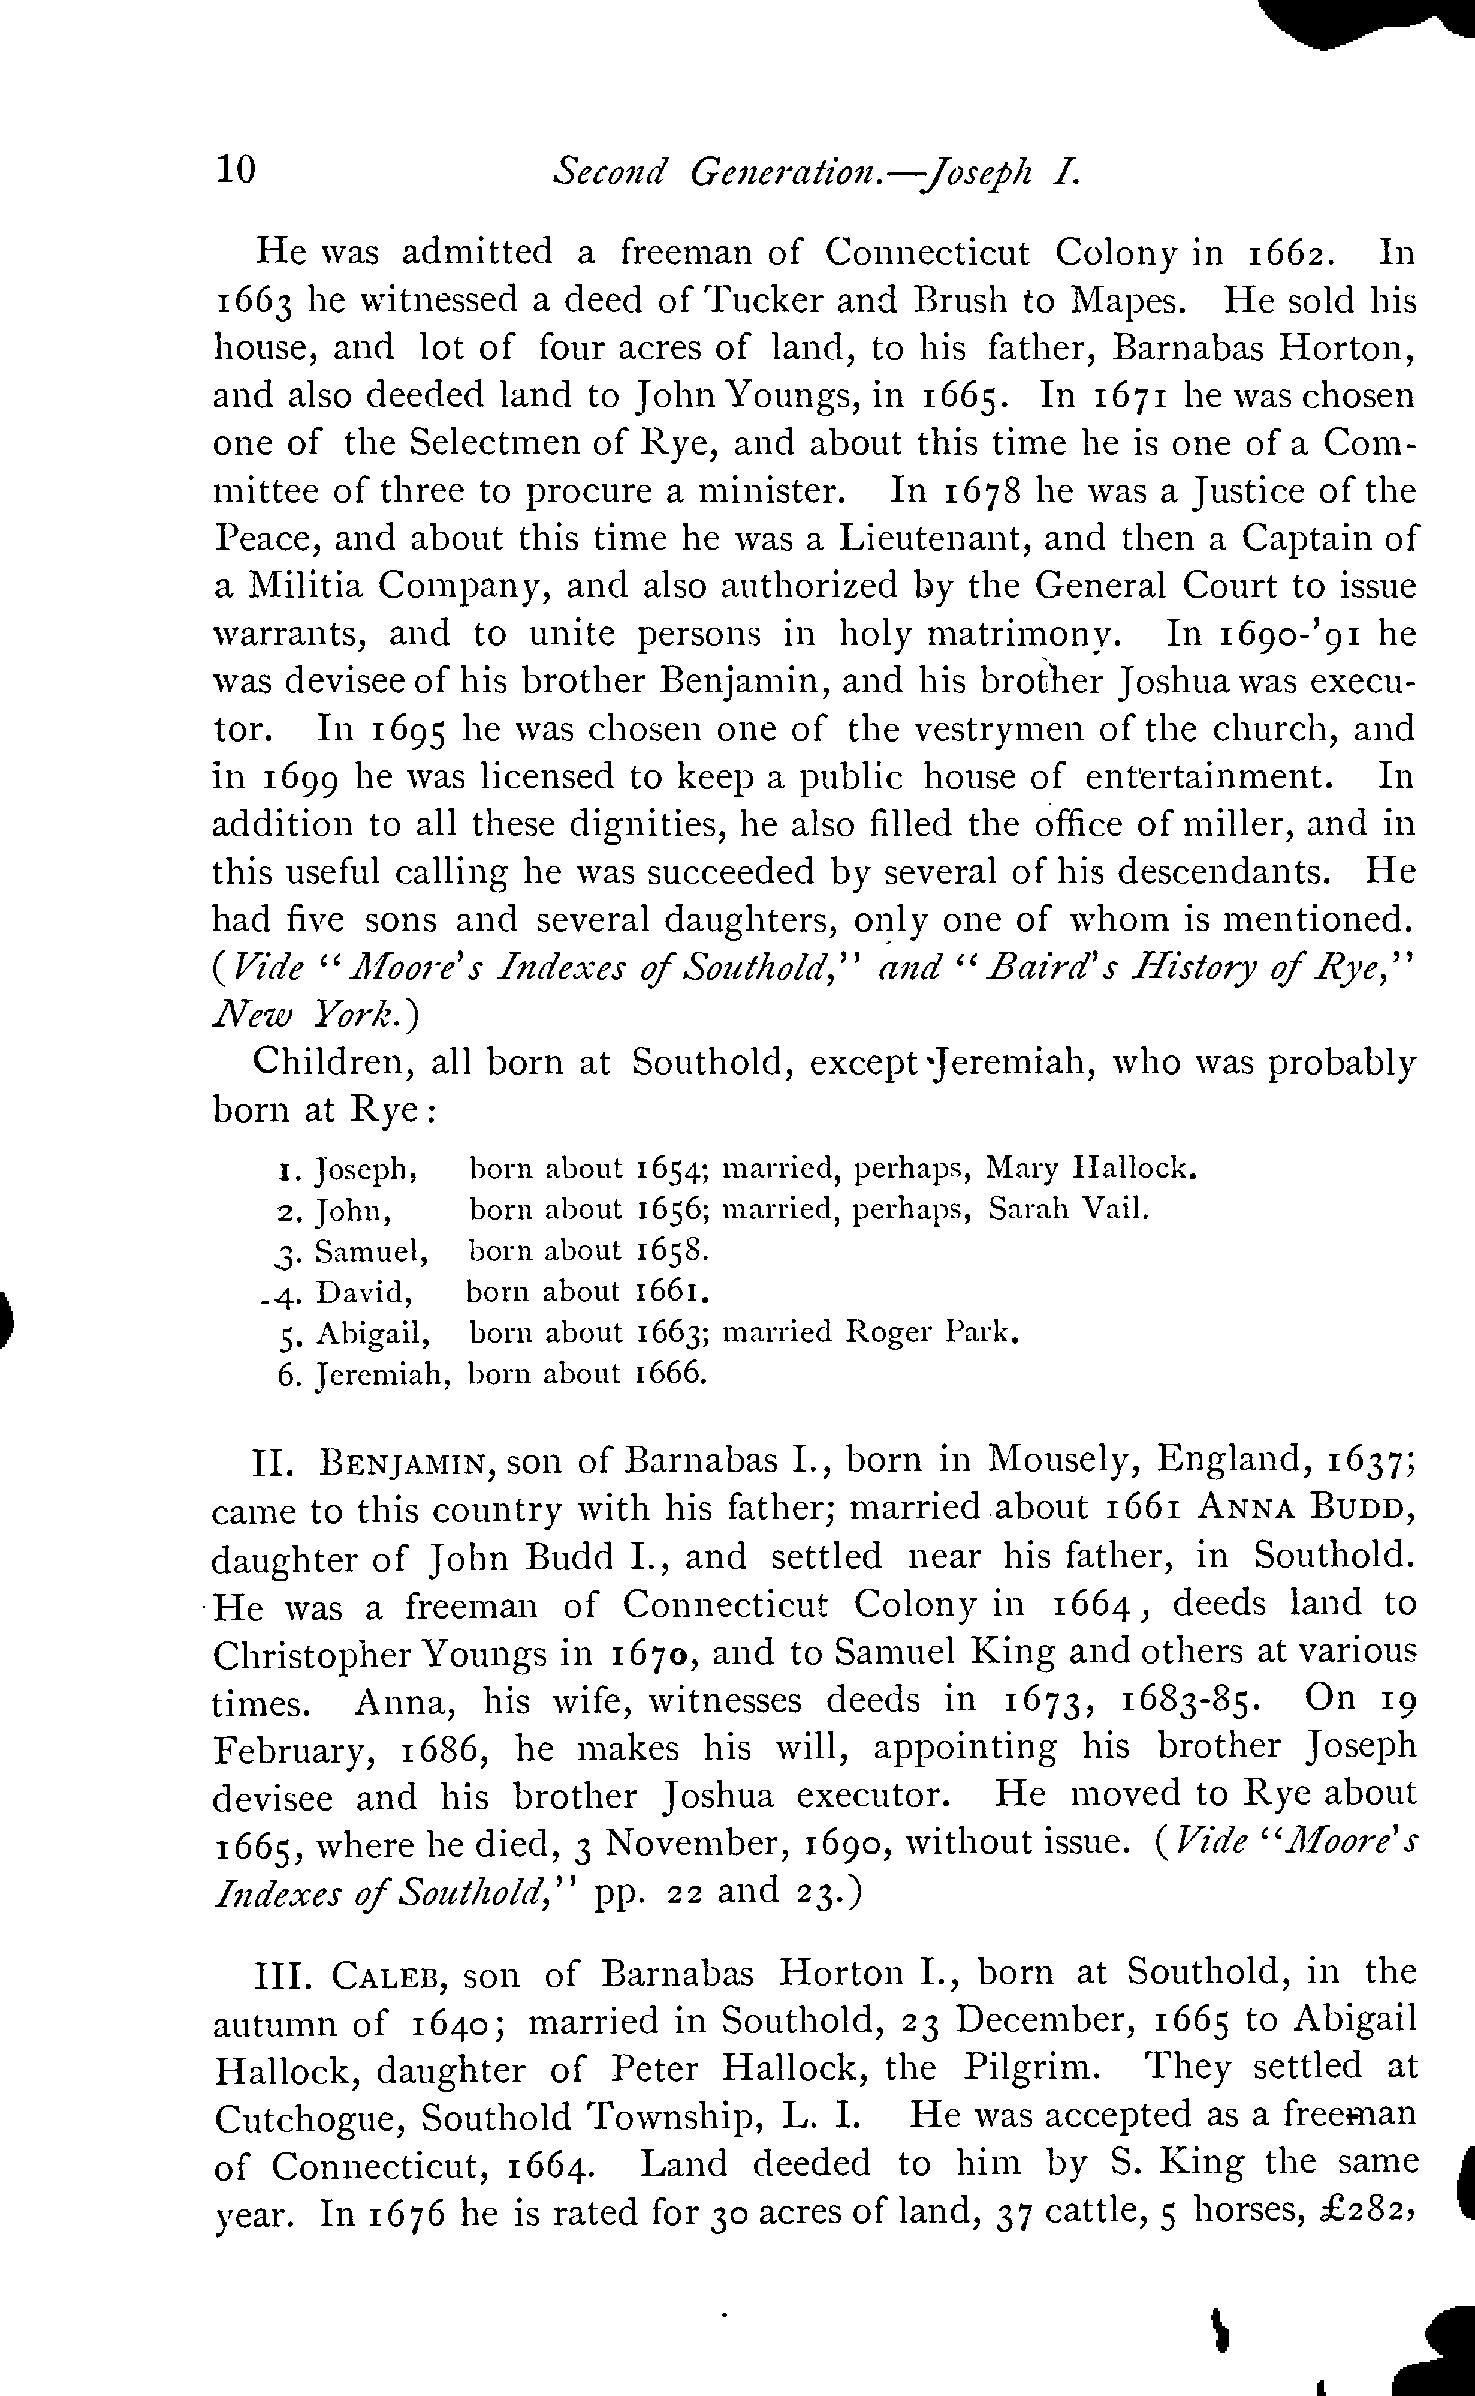 10 Second Generation.—Joseph I.
He was admitted a freeman of Connecticut Colony in 1662. In
1663 he witnessed a deed of Tucker and Brush to Mapes. He sold his
house, and lot of four acres of land, to his father, Barnabas Horton,
and also deeded land to John Youngs, in 1665. In 1671 he was chosen
one of the Selectmen of Rye, and about this time he is one of a Com-
mittee of three to procure a minister. In 1678 he was a Justice of the
Peace, and about this time he was a Lieutenant, and then a Captain of
a Militia Company, and also authorized by the General Court to issue
warrants, and to unite persons in holy matrimony. In 1690-'91 he
was devisee of his brother Benjamin, and his brother Joshua was execu-
tor. In 1695 he was chosen one of the vestrymen of the church, and
in 1699 he was licensed to keep a public house of entertainment. In
addition to all these dignities, he also filled the office of miller, and in
this useful calling he was succeeded by several of his descendants. He
had five sons and several daughters, only one of whom is mentioned.
(Vide "Moore's Indexes of Southold," and "Baird's History of Rye,"
New York.)
Children, all born at Southold, except Jeremiah, who was probably
born at Rye:
1. Joseph, born about 1654; married, perhaps, Mary Hallock.
2. John, born about 1656; married, perhaps, Sarah Vail.
3. Samuel, born about 1658.
4. David, born about 1661.
5. Abigail, born about 1663; married Roger Park.
6. Jeremiah, born about 1666.
II. BENJAMIN, son of Barnabas I., born in Mousely, England, 1637;
came to this country with his father; married about 1661 ANNA BUDD,
daughter of John Budd I., and settled near his father, in Southold.
He was a freeman of Connecticut Colony in 1664, deeds land to
Christopher Youngs in 1670, and to Samuel King and others at various
times. Anna, his wife, witnesses deeds in 1673, 1683-85. On 19
February, 1686, he makes his will, appointing his brother Joseph
devisee and his brother Joshua executor. He moved to Rye about
1665, where he died, 3 November, 1690, without issue. (Vide "Moore's
Indexes of Southold," pp. 22 and 23.)
III. CALEB, son of Barnabas Horton I., born at Southold, in the
autumn of 1640; married in Southold, 23 December, 1665 to Abigail
Hallock, daughter of Peter Hallock, the Pilgrim. They settled at
Cutchogue, Southold Township, L. I. He was accepted as a freeman
of Connecticut, 1664. Land deeded to him by S. King the same
year. In 1676 he is rated for 30 acres of land, 37 cattle, 5 horses, £282,